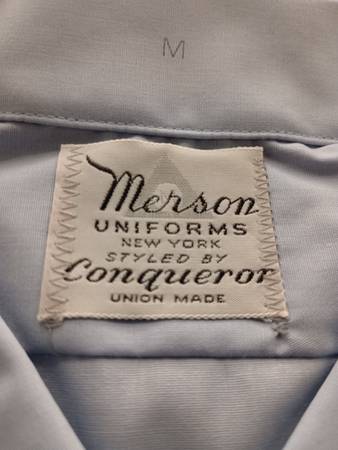 M
Merson
UNIFORMS
NEW YORK
STYLED BY
Conqueror
UNION MADE